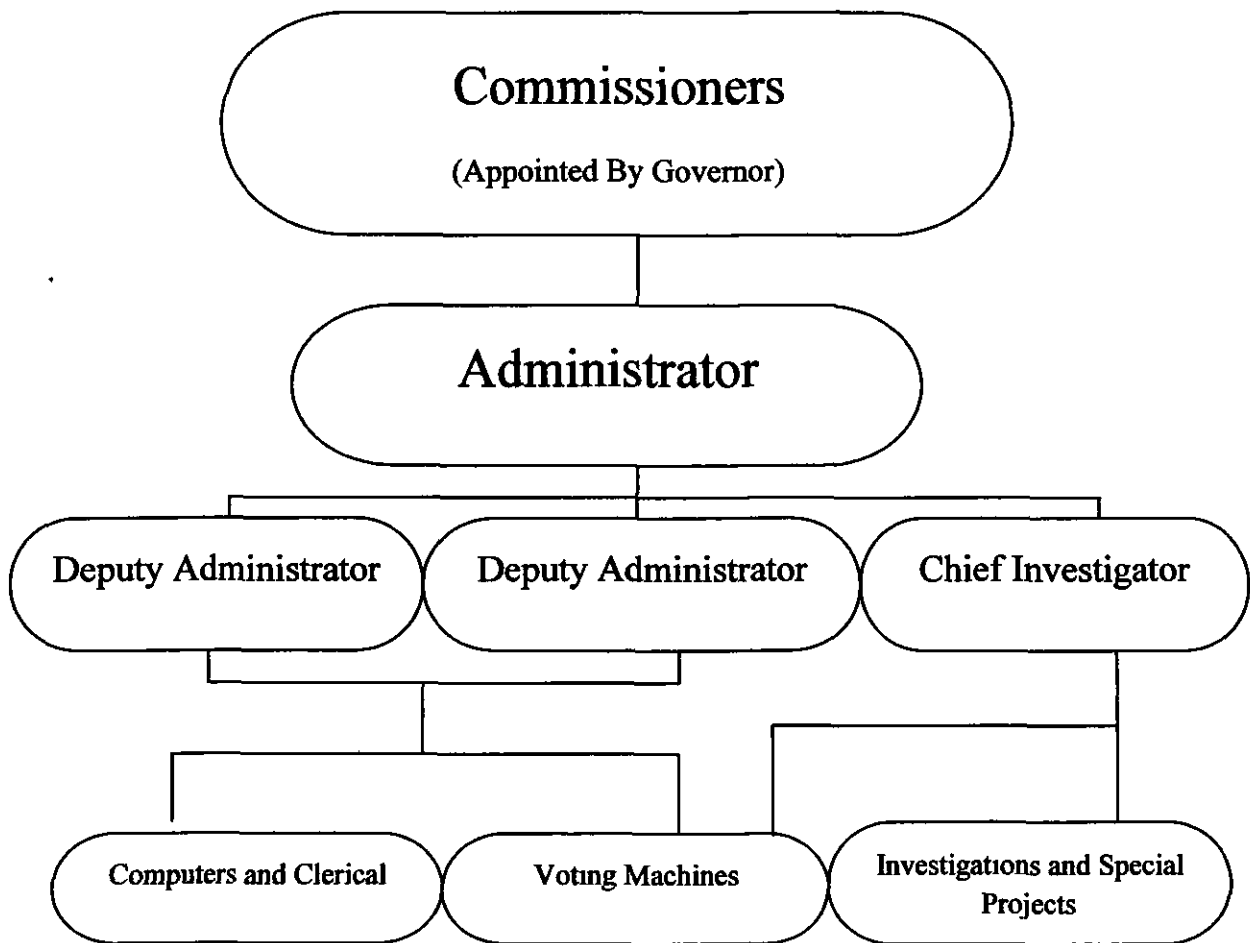 Commissioners
(Appointed By Governor)
Administrator
Deputy Administrator
Deputy Administrator
Chief Investigator
Computers and Clerical
Voting Machines
Investigations and Special
Projects